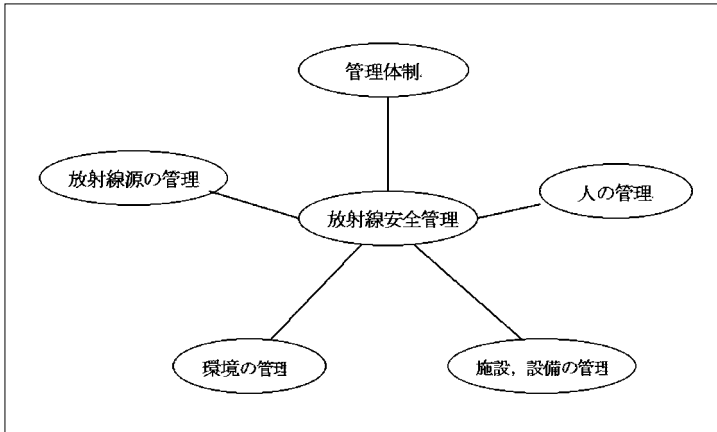 管理体制
放射線源の管理
人の管理
放射線安全管理
環境の管理
施設，設備の管理